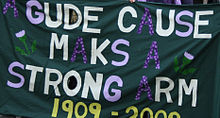 A GUDE CAUSE
MAKS A
STRONG ARM
1909 - 2009